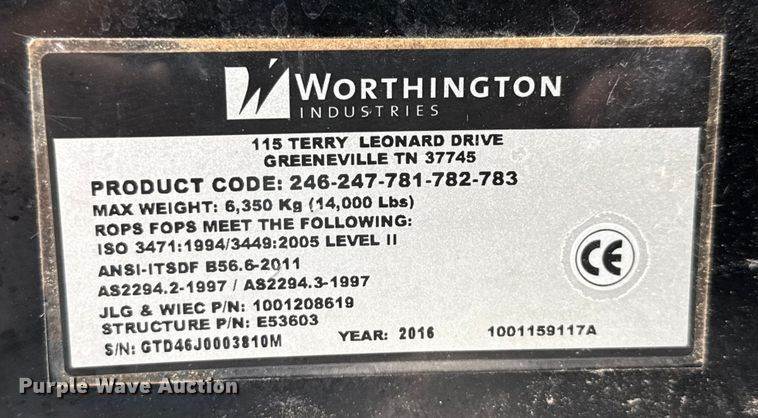 WORTHINGTON
INDUSTRIES
115 TERRY LEONARD DRIVE
GREENEVILLE TN 37745
PRODUCT CODE: 246-247-781-782-783
MAX WEIGHT: 6,350 Kg (14,000 Lbs)
ROPS FOPS MEET THE FOLLOWING:
ISO 3471:1994/3449:2005 LEVEL II
ANSI-ITSDF B56.6-2011
AS2294.2-1997 / AS2294.3-1997
CE
JLG & WIEC P/N: 1001208619
STRUCTURE P/N: E53603
S/N: GTD46J0003810M YEAR: 2016 1001159117A
Purple Wave Auction